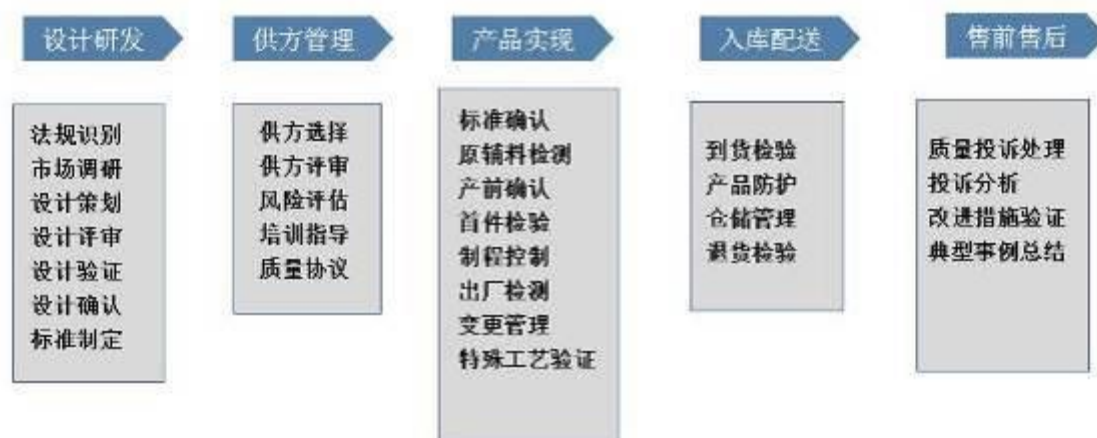 设计研发
法规识别
市场调研
设计策划
设计评审
设计验证
设计确认
标准制定
供方管理
供方选择
供方评审
风险评估
培训指导
质量协议
产品实现
标准确认
原辅料检测
产前确认
首件检验
制程控制
出厂检测
变更管理
特殊工艺验证
入库配送
到货检验
产品防护
仓储管理
退货检验
售前售后
质量投诉处理
投诉分析
改进措施验证
典型事例总结